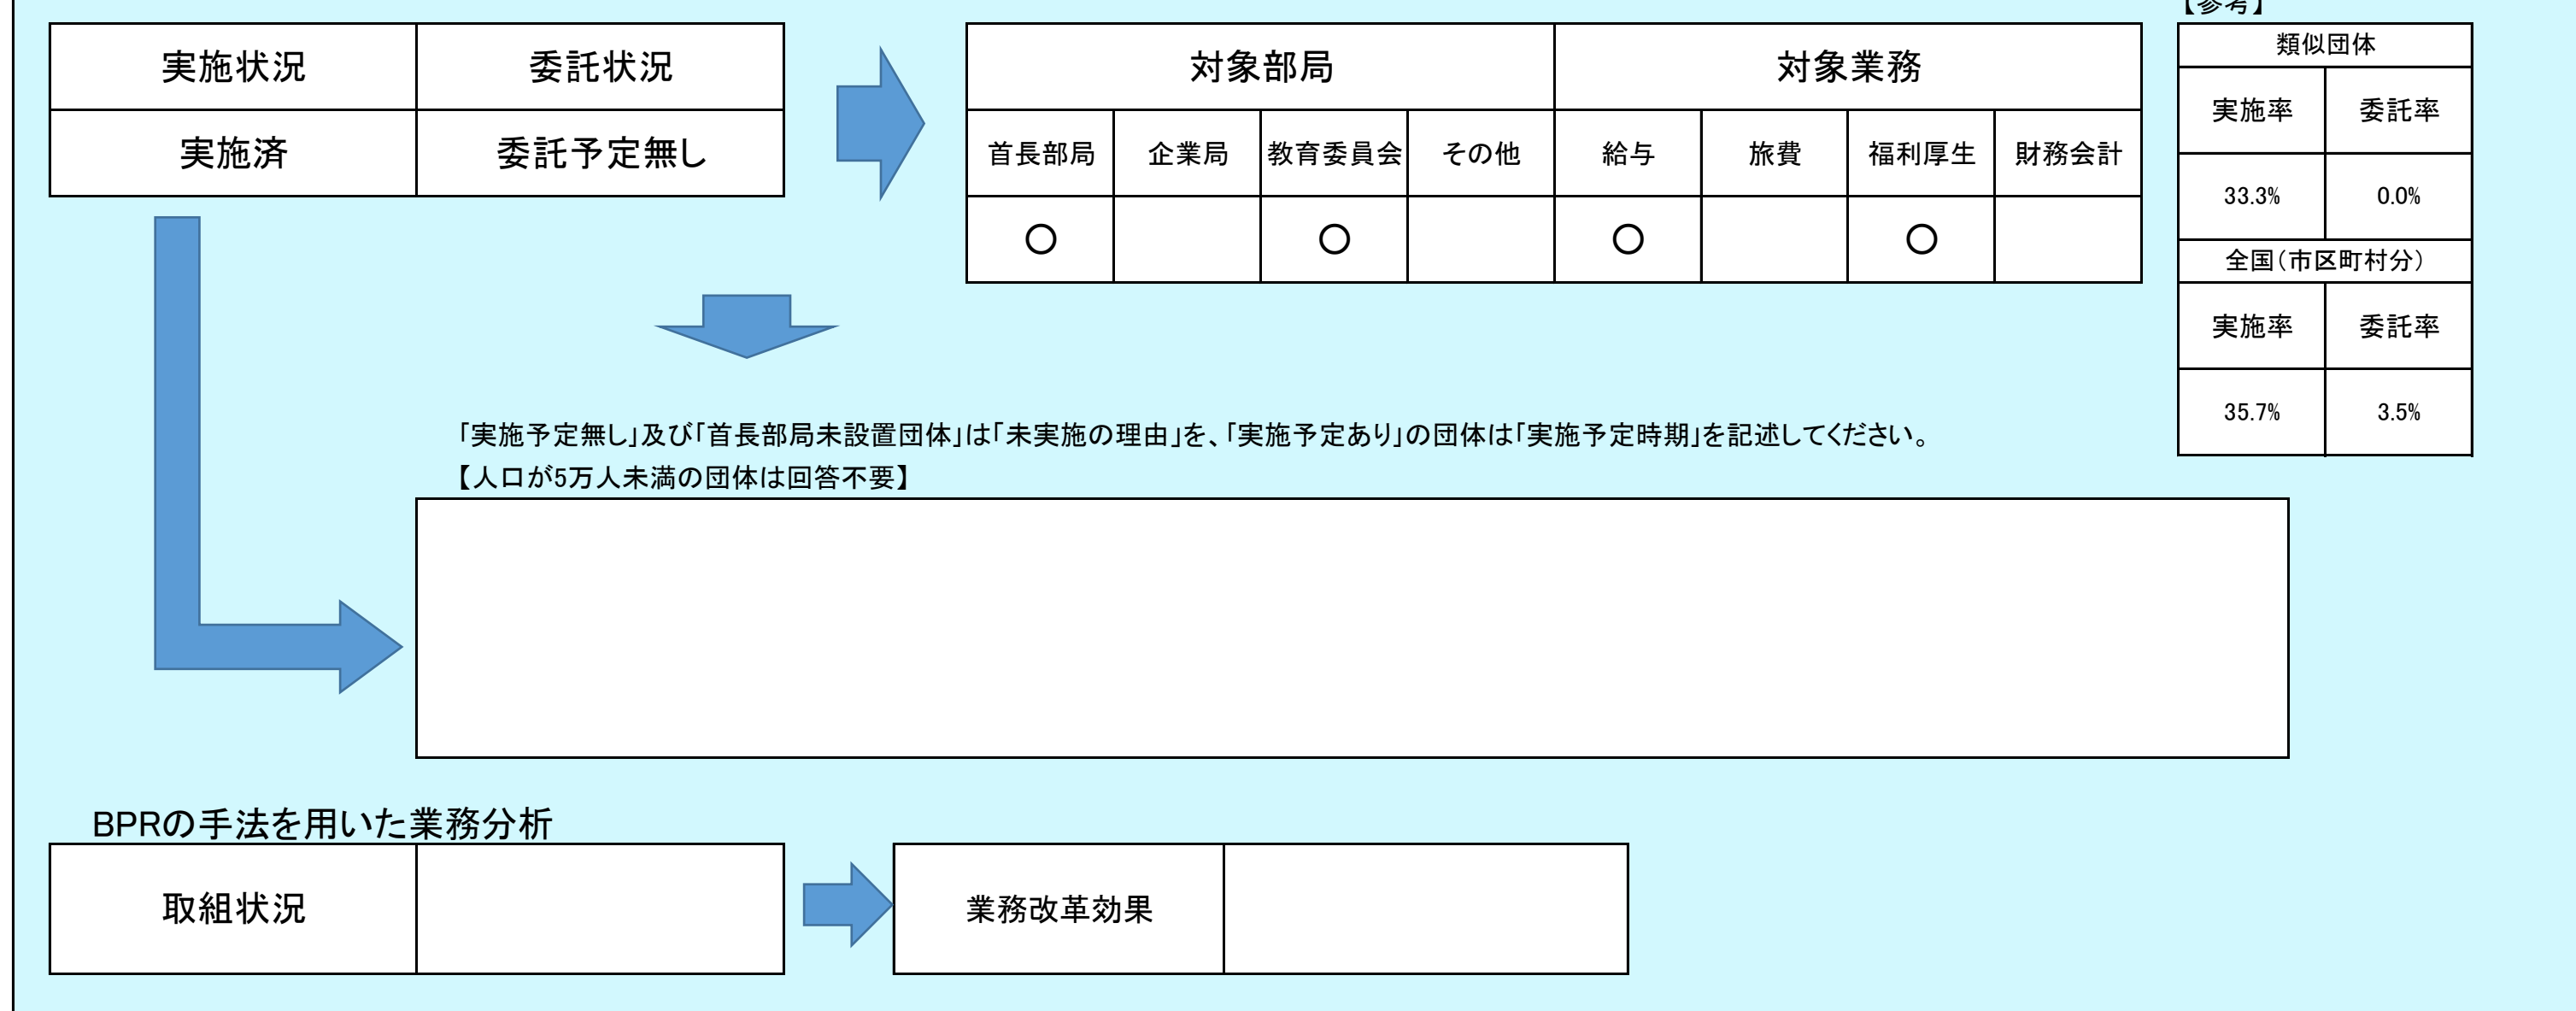 【参考】
実施状況 委託状況
実施済 委託予定無し
対象部局 対象業務
首長部局 企業局 教育委員会 その他 給与 旅費 福利厚生 財務会計
〇 〇 〇 〇
類似団体
実施率 委託率
33.3% 0.0%
全国(市区町村分)
実施率 委託率
35.7% 3.5%
「実施予定無し」及び「首長部局未設置団体」は「未実施の理由」を、「実施予定あり」の団体は「実施予定時期」を記述してください。
【人口が5万人未満の団体は回答不要】
BPRの手法を用いた業務分析
取組状況
業務改革効果